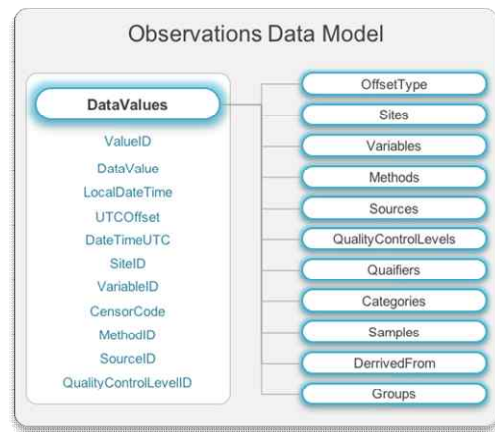 Observations Data Model
DataValues
ValueID
DataValue
LocalDateTime
UTCOffset
DateTimeUTC
SiteID
VariableID
CensorCode
MethodID
SourceID
QualityControlLevelID
OffsetType
Sites
Variables
Methods
Sources
QualityControlLevels
Quaifiers
Categories
Samples
DerrivedFrom
Groups